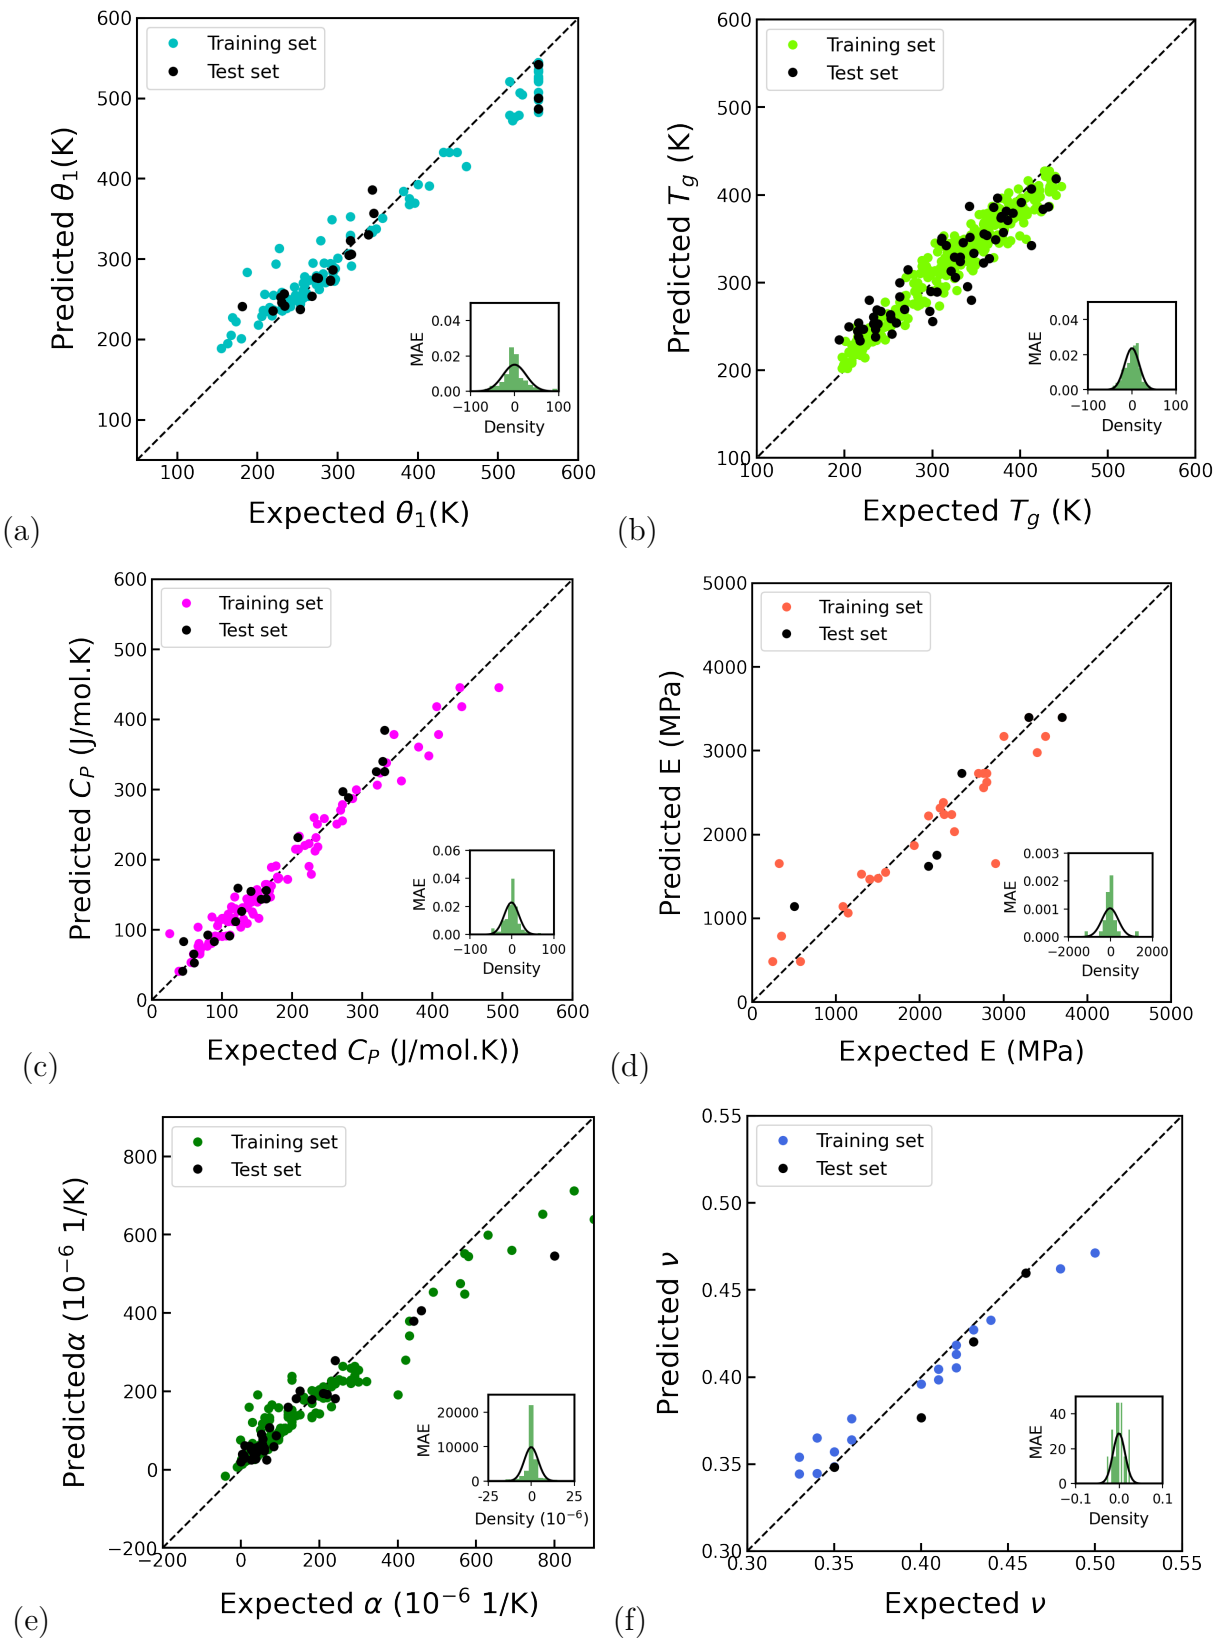 600
500
400
300
200
100
Predicted θ1(K)
Training set
Test set
0.04
0.02
0.00
MAE
−100 0 100
Density
100 200 300 400 500 600
Expected θ1(K)
(a)
600
500
400
300
200
100
Predicted Tg (K)
Training set
Test set
0.04
0.02
0.00
MAE
−100 0 100
Density
100 200 300 400 500 600
Expected Tg (K)
(b)
600
500
400
300
200
100
0
Predicted CP (J/mol.K)
Training set
Test set
0.06
0.04
0.02
0.00
MAE
−100 0 100
Density
0 100 200 300 400 500 600
Expected CP (J/mol.K))
(c)
5000
4000
3000
2000
1000
0
Predicted E (MPa)
Training set
Test set
0.003
0.002
0.001
0.000
MAE
−2000 0 2000
Density
0 1000 2000 3000 4000 5000
Expected E (MPa)
(d)
800
600
400
200
0
−200
Predictedα (10−6 1/K)
Training set
Test set
20000
10000
0
MAE
-25 0 25
Density (10−6)
−200 0 200 400 600 800
Expected α (10−6 1/K)
(e)
0.55
0.50
0.45
0.40
0.35
0.30
Predicted ν
Training set
Test set
40
20
0
MAE
−0.1 0.0 0.1
Density
0.30 0.35 0.40 0.45 0.50 0.55
Expected ν
(f)